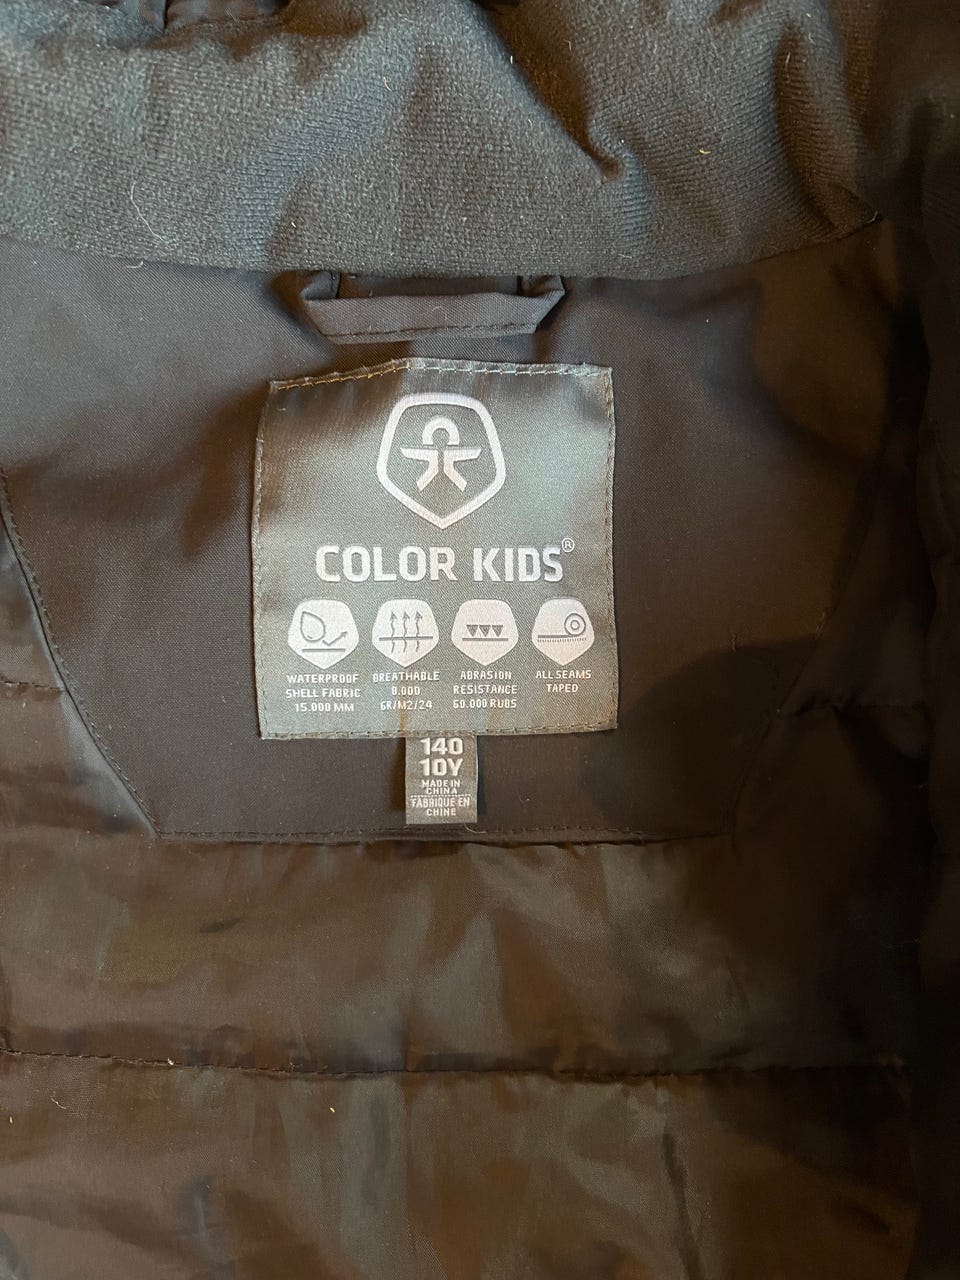 COLOR KIDS®
WATERPROOF
SHELL FABRIC
15.000 MM
BREATHABLE
8.000
GR/M2/24
ABRASION
RESISTANCE
60.000 RUBS
ALL SEAMS
TAPED
140
10Y
MADE IN
CHINA
FABRIQUE EN
CHINE